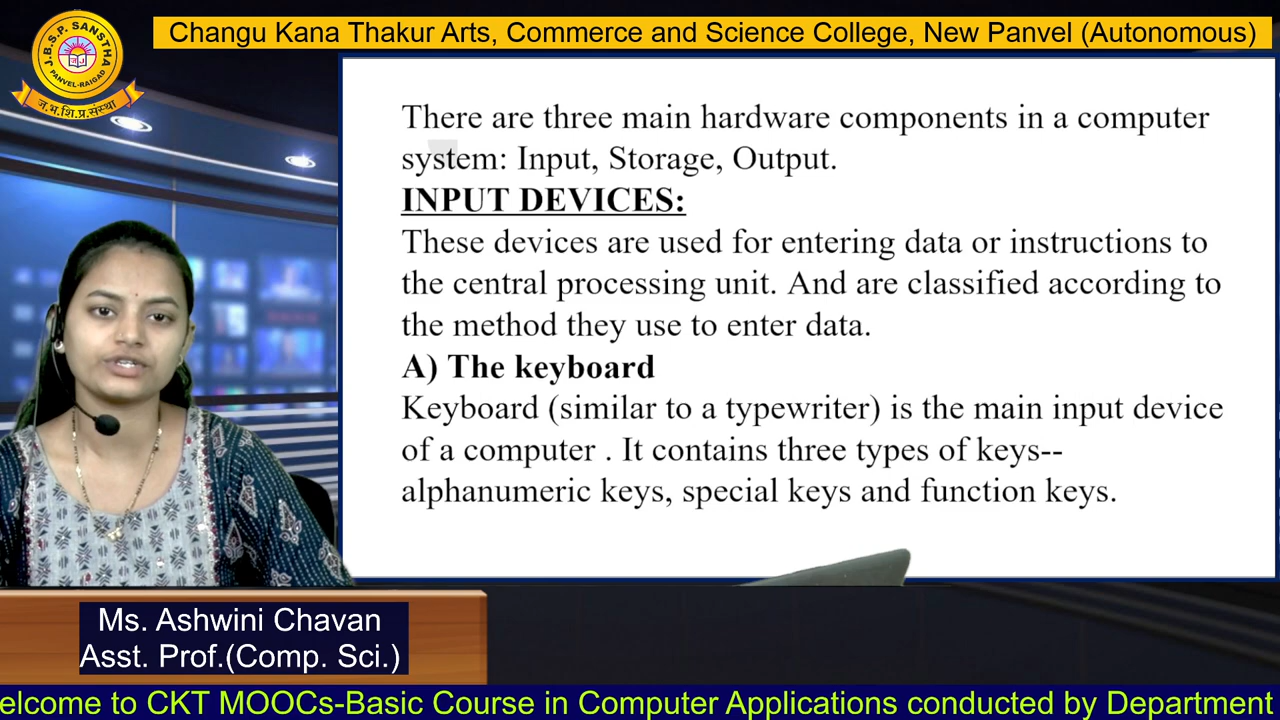 J.B.S.P. SANSTHA
PANVEL-RAIGAD
ज.भ.शि.प्र.संस्था
Changu Kana Thakur Arts, Commerce and Science College, New Panvel (Autonomous)
There are three main hardware components in a computer
system: Input, Storage, Output.
INPUT DEVICES:
These devices are used for entering data or instructions to
the central processing unit. And are classified according to
the method they use to enter data.
A) The keyboard
Keyboard (similar to a typewriter) is the main input device
of a computer . It contains three types of keys--
alphanumeric keys, special keys and function keys.
Ms. Ashwini Chavan
Asst. Prof.(Comp. Sci.)
elcome to CKT MOOCs-Basic Course in Computer Applications conducted by Department